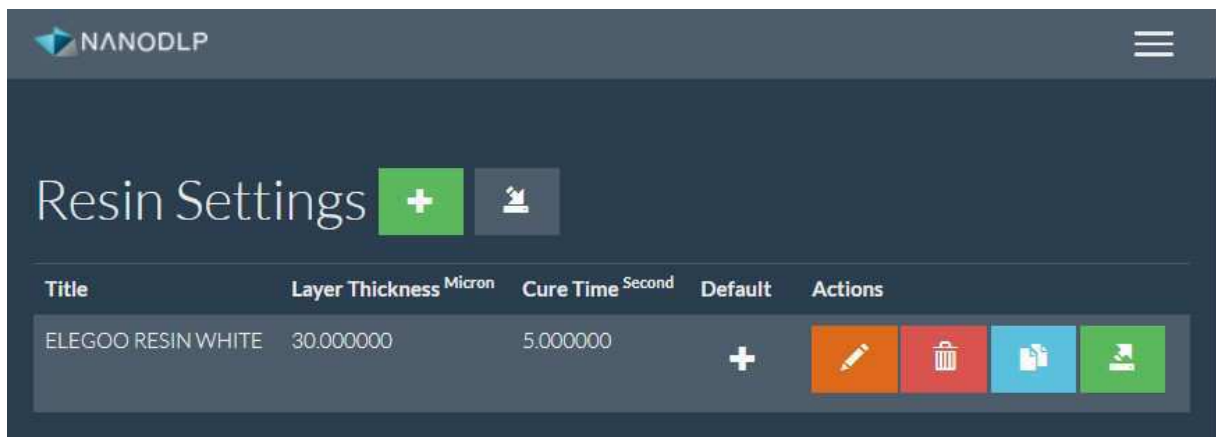 NANODLP
Resin Settings
Title Layer Thickness Micron Cure Time Second Default Actions
ELEGOO RESIN WHITE 30.000000 5.000000